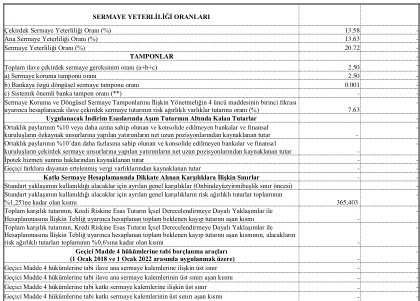 SERMAYE YETERLİLİĞİ ORANLARI
Çekirdek Sermaye Yeterliliği Oranı (%) 13.58 -
Ana Sermaye Yeterliliği Oranı (%) 13.63 -
Sermaye Yeterliliği Oranı (%) 20.72 -
TAMPONLAR
Toplam ilave çekirdek sermaye gereksinim oranı (a+b+c) 2.50 -
a) Sermaye koruma tamponu oranı 2.50 -
b) Bankaya özgü döngüsel sermaye tamponu oranı 0.001 -
c) Sistemik önemli banka tampon oranı (**) - -
Sermaye Koruma ve Döngüsel Sermaye Tamponlarına İlişkin Yönetmeliğin 4 üncü maddesinin birinci fıkrası
uyarınca hesaplanacak ilave çekirdek sermaye tutarının risk ağırlıklı varlıklar tutarına oranı (%) 7.63 -
Uygulanacak İndirim Esaslarında Aşım Tutarının Altında Kalan Tutarlar
Ortaklık paylarının %10 veya daha azına sahip olunan ve konsolide edilmeyen bankalar ve finansal
kuruluşların özkaynak unsurlarına yapılan yatırımların net uzun pozisyonlarından kaynaklanan tutar - -
Ortaklık paylarının %10'dan daha fazlasına sahip olunan ve konsolide edilmeyen bankalar ve finansal
kuruluşların çekirdek sermaye unsurlarına yapılan yatırımların net uzun pozisyonlarından kaynaklanan tutar - -
İpotek hizmeti sunma haklarından kaynaklanan tutar - -
Geçici farklara dayanan ertelenmiş vergi varlıklarından kaynaklanan tutar - -
Katkı Sermaye Hesaplanmasında Dikkate Alınan Karşılıklara İlişkin Sınırlar
Standart yaklaşımın kullanıldığı alacaklar için ayrılan genel karşılıklar (Onbindeyüzyirmibeşlik sınır öncesi) - -
Standart yaklaşımın kullanıldığı alacaklar için ayrılan genel karşılıkların risk ağırlıklı tutarlar toplamının
%1,25'ine kadar olan kısmı 365,403 -
Toplam karşılık tutarının, Kredi Riskine Esas Tutarın İçsel Derecelendirmeye Dayalı Yaklaşımlar ile
Hesaplanmasına İlişkin Tebliğ uyarınca hesaplanan toplam beklenen kayıp tutarını aşan kısmı - -
Toplam karşılık tutarının, Kredi Riskine Esas Tutarın İçsel Derecelendirmeye Dayalı Yaklaşımlar ile
Hesaplanmasına İlişkin Tebliğ uyarınca hesaplanan toplam beklenen kayıp tutarını aşan kısmının, alacakların
risk ağırlıklı tutarları toplamının %0,6'sına kadar olan kısmı - -
Geçici Madde 4 hükümlerine tabi borçlanma araçları
(1 Ocak 2018 ve 1 Ocak 2022 arasında uygulanmak üzere)
Geçici Madde 4 hükümlerine tabi ilave ana sermaye kalemlerine ilişkin üst sınır - -
Geçici Madde 4 hükümlerine tabi ilave ana sermaye kalemlerinin üst sınırı aşan kısmı - -
Geçici Madde 4 hükümlerine tabi katkı sermaye kalemlerine ilişkin üst sınır - -
Geçici Madde 4 hükümlerine tabi katkı sermaye kalemlerinin üst sınırı aşan kısmı - -